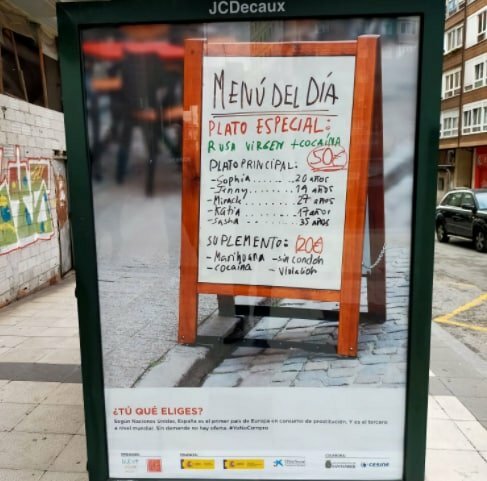 JCDecaux
MENÚ DEL DÍA
PLATO ESPECIAL:
RUSA VIRGEN + COCAÍNA
50€
PLATO PRINCIPAL:
- Sophia ........ 20 años
- Jenny ........ 19 años
- Miracle ........ 27 años
- Katia ........ 17 años
- Sasha ........ 35 años
SUPLEMENTO: 20€
- Marihuana - sin condón
- Cocaína - Violación
¿TÚ QUÉ ELIGES?
Según Naciones Unidas, España es el primer país de Europa en consumo de prostitución. Y es el tercero
a nivel mundial. Sin demanda no hay oferta. #YoNoCompro